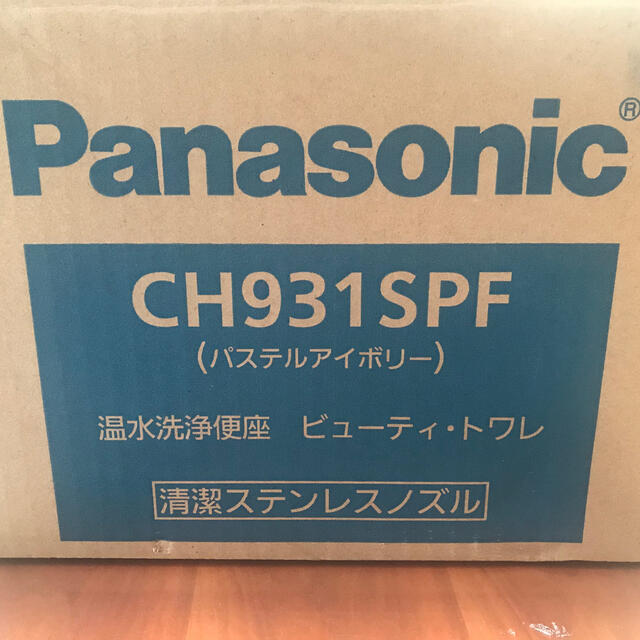 Panasonic®
CH931SPF
(パステルアイボリー)
温水洗浄便座 ビューティ・トワレ
清潔ステンレスノズル